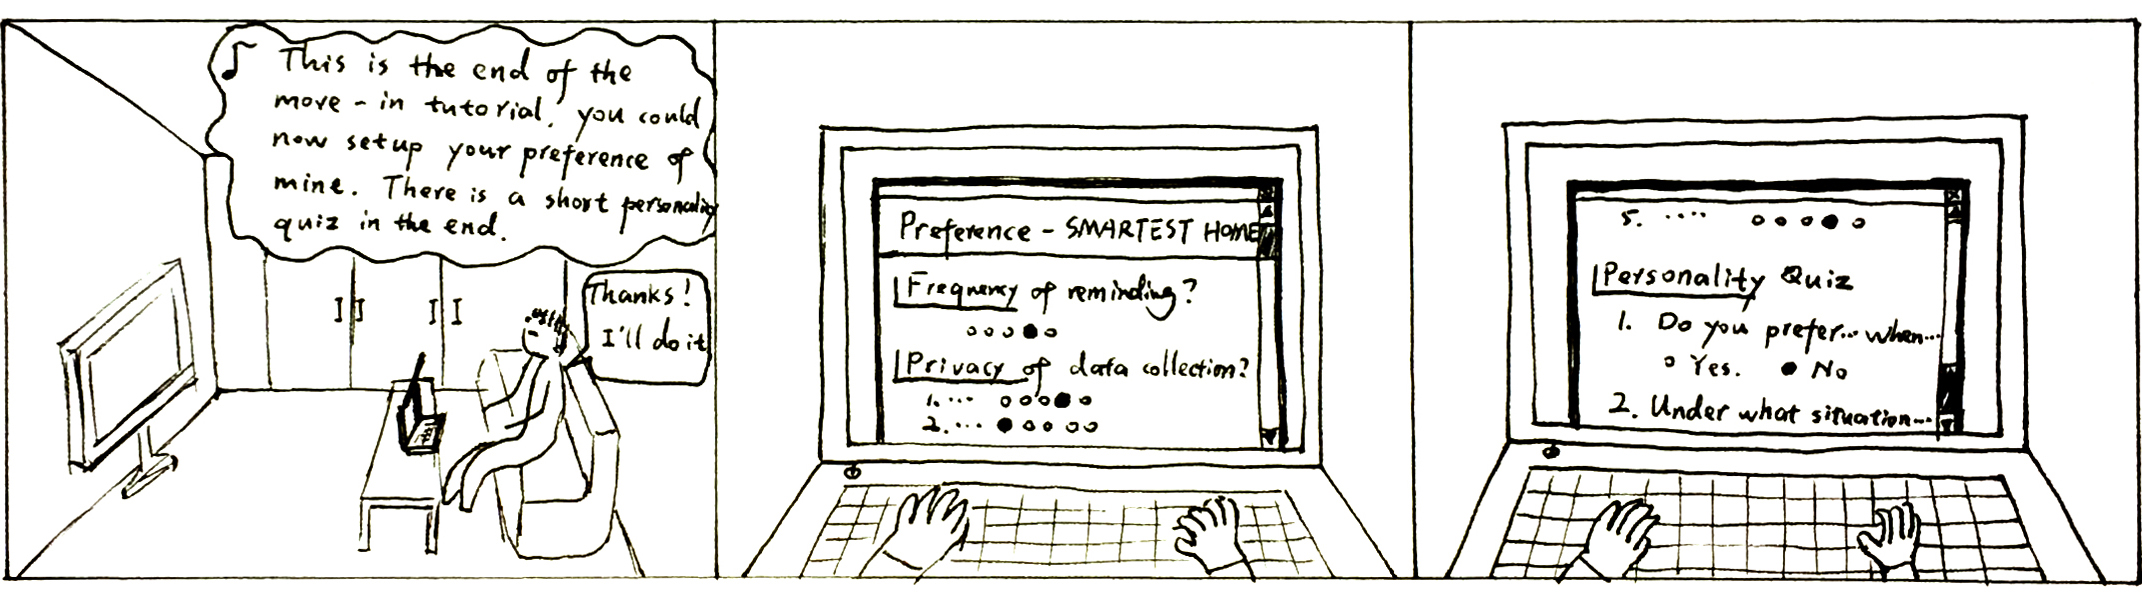 ♪ This is the end of the
move-in tutorial, you could
now setup your preference of
mine. There is a short personality
quiz in the end.
Thanks!
I'll do it
Preference - SMARTEST HOME
Frequency of reminding?
Privacy of data collection?
1. ...
2. ...
5. ....
Personality Quiz
1. Do you prefer... when...
Yes. No
2. Under what situation...